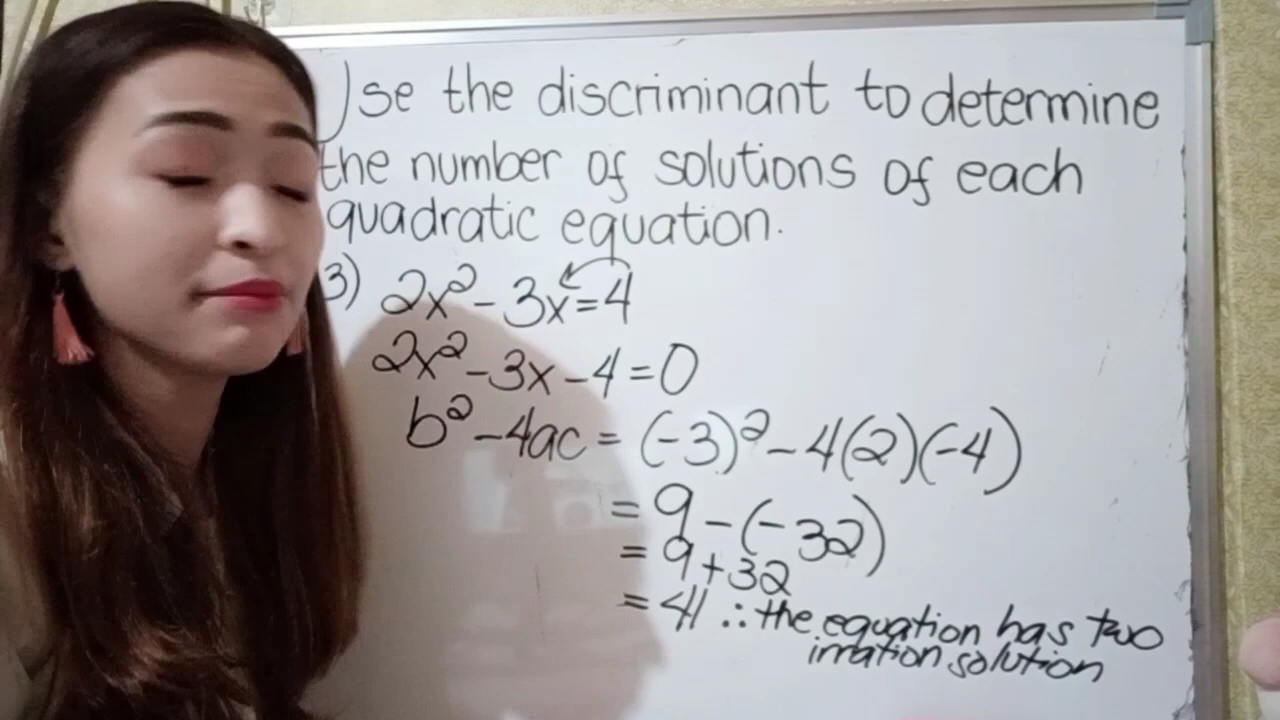 Use the discriminant to determine
the number of solutions of each
quadratic equation.
3) 2x²-3x=4
2x²-3x-4=0
b²-4ac = (-3)²-4(2)(-4)
= 9-(-32)
= 9+32
= 41 ∴ the equation has two
irration solution